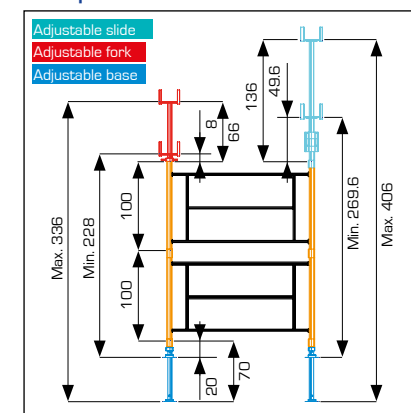 Adjustable slide
Adjustable fork
Adjustable base
136
49.6
8
66
100
100
20
70
Max. 336
Min. 228
Min. 269.6
Max. 406